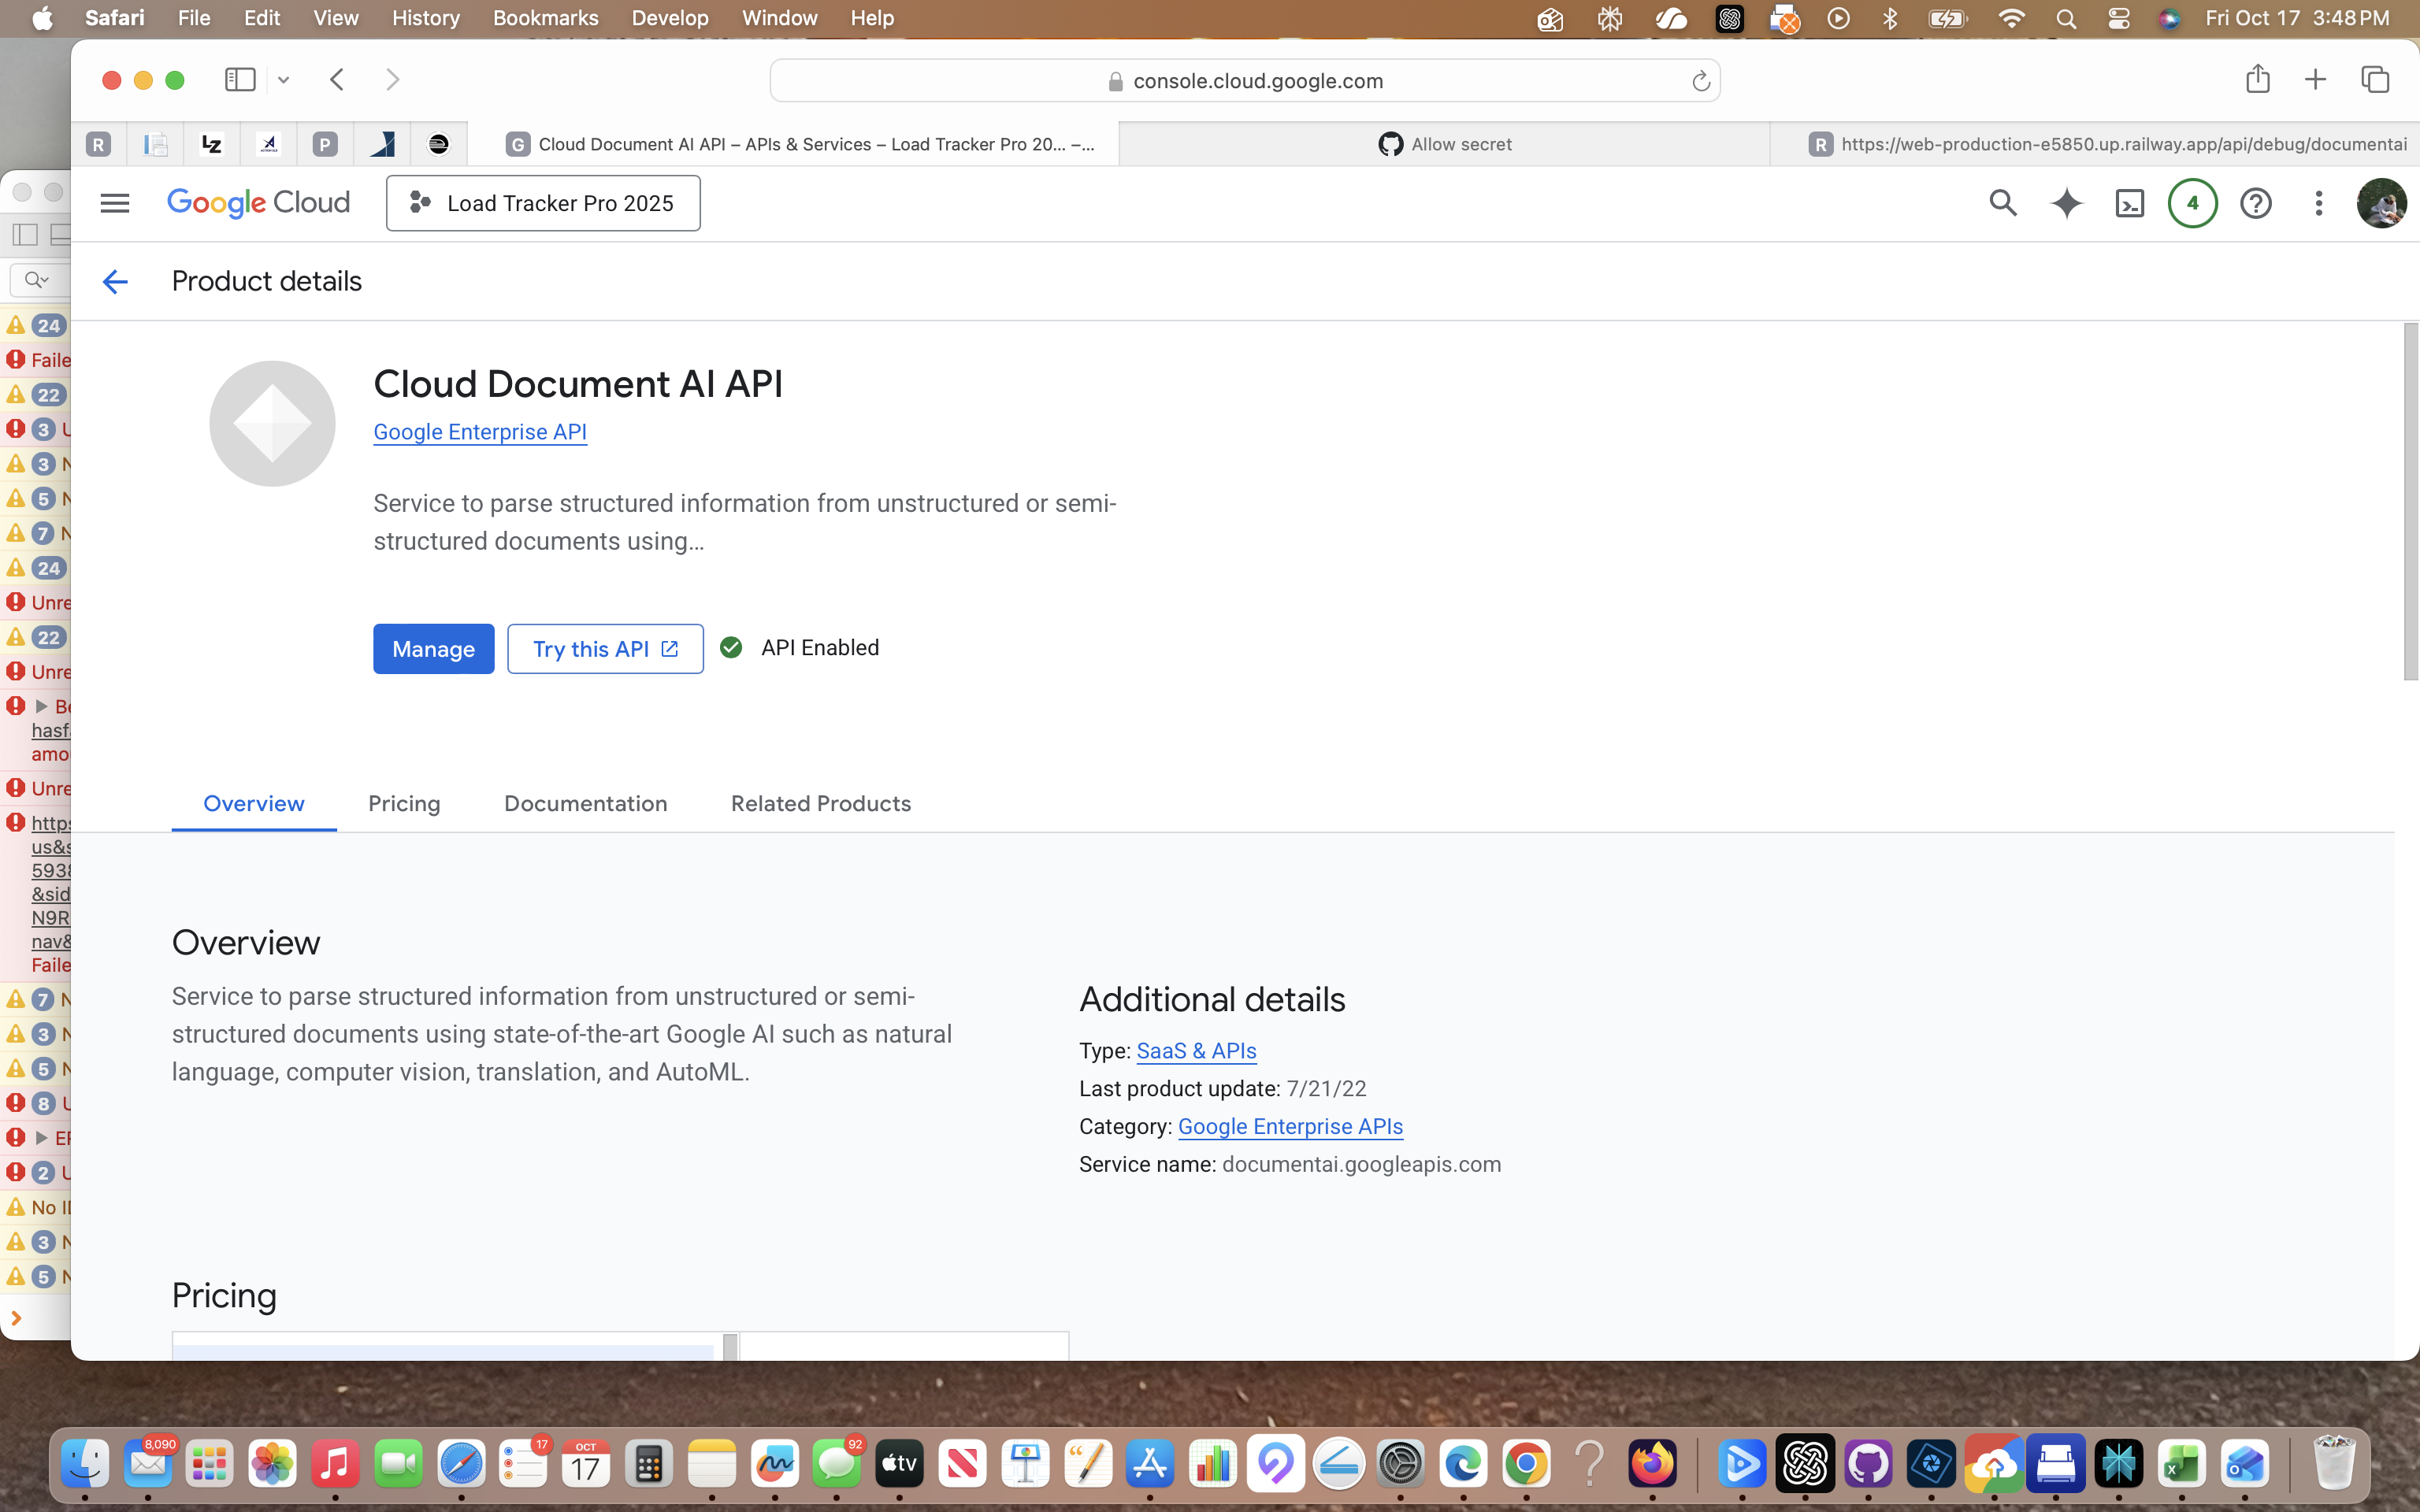 Safari File Edit View History Bookmarks Develop Window Help Fri Oct 17 3:48 PM
console.cloud.google.com
R LZ P G Cloud Document AI API – APIs & Services – Load Tracker Pro 20... –... Allow secret R https://web-production-e5850.up.railway.app/api/debug/documentai
Google Cloud Load Tracker Pro 2025 4
Product details
24
Faile
22
3 U
3 N
5 N
7 N
24
Unre
22
Unre
Be
hasf
amo
Unre
https
us&s
5938
&sid
N9R
nav&
Faile
7 N
3 N
5 N
8 U
2 U
No ID
3 N
5 N
Cloud Document AI API
Google Enterprise API
Service to parse structured information from unstructured or semi-
structured documents using...
Manage Try this API API Enabled
Overview Pricing Documentation Related Products
Overview
Service to parse structured information from unstructured or semi-
structured documents using state-of-the-art Google AI such as natural
language, computer vision, translation, and AutoML.
Additional details
Type: SaaS & APIs
Last product update: 7/21/22
Category: Google Enterprise APIs
Service name: documentai.googleapis.com
Pricing
8,090 17 OCT 17 92 tv